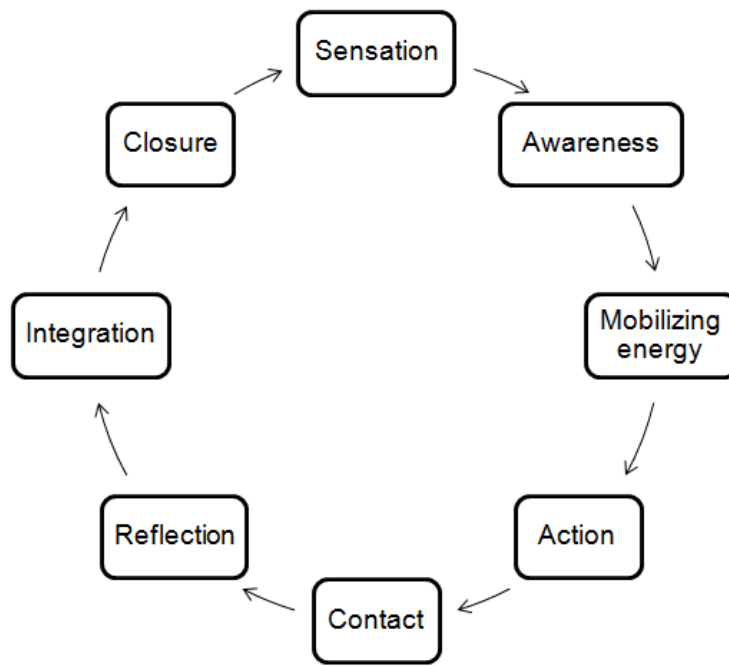 Sensation
Awareness
Mobilizing
energy
Action
Contact
Reflection
Integration
Closure